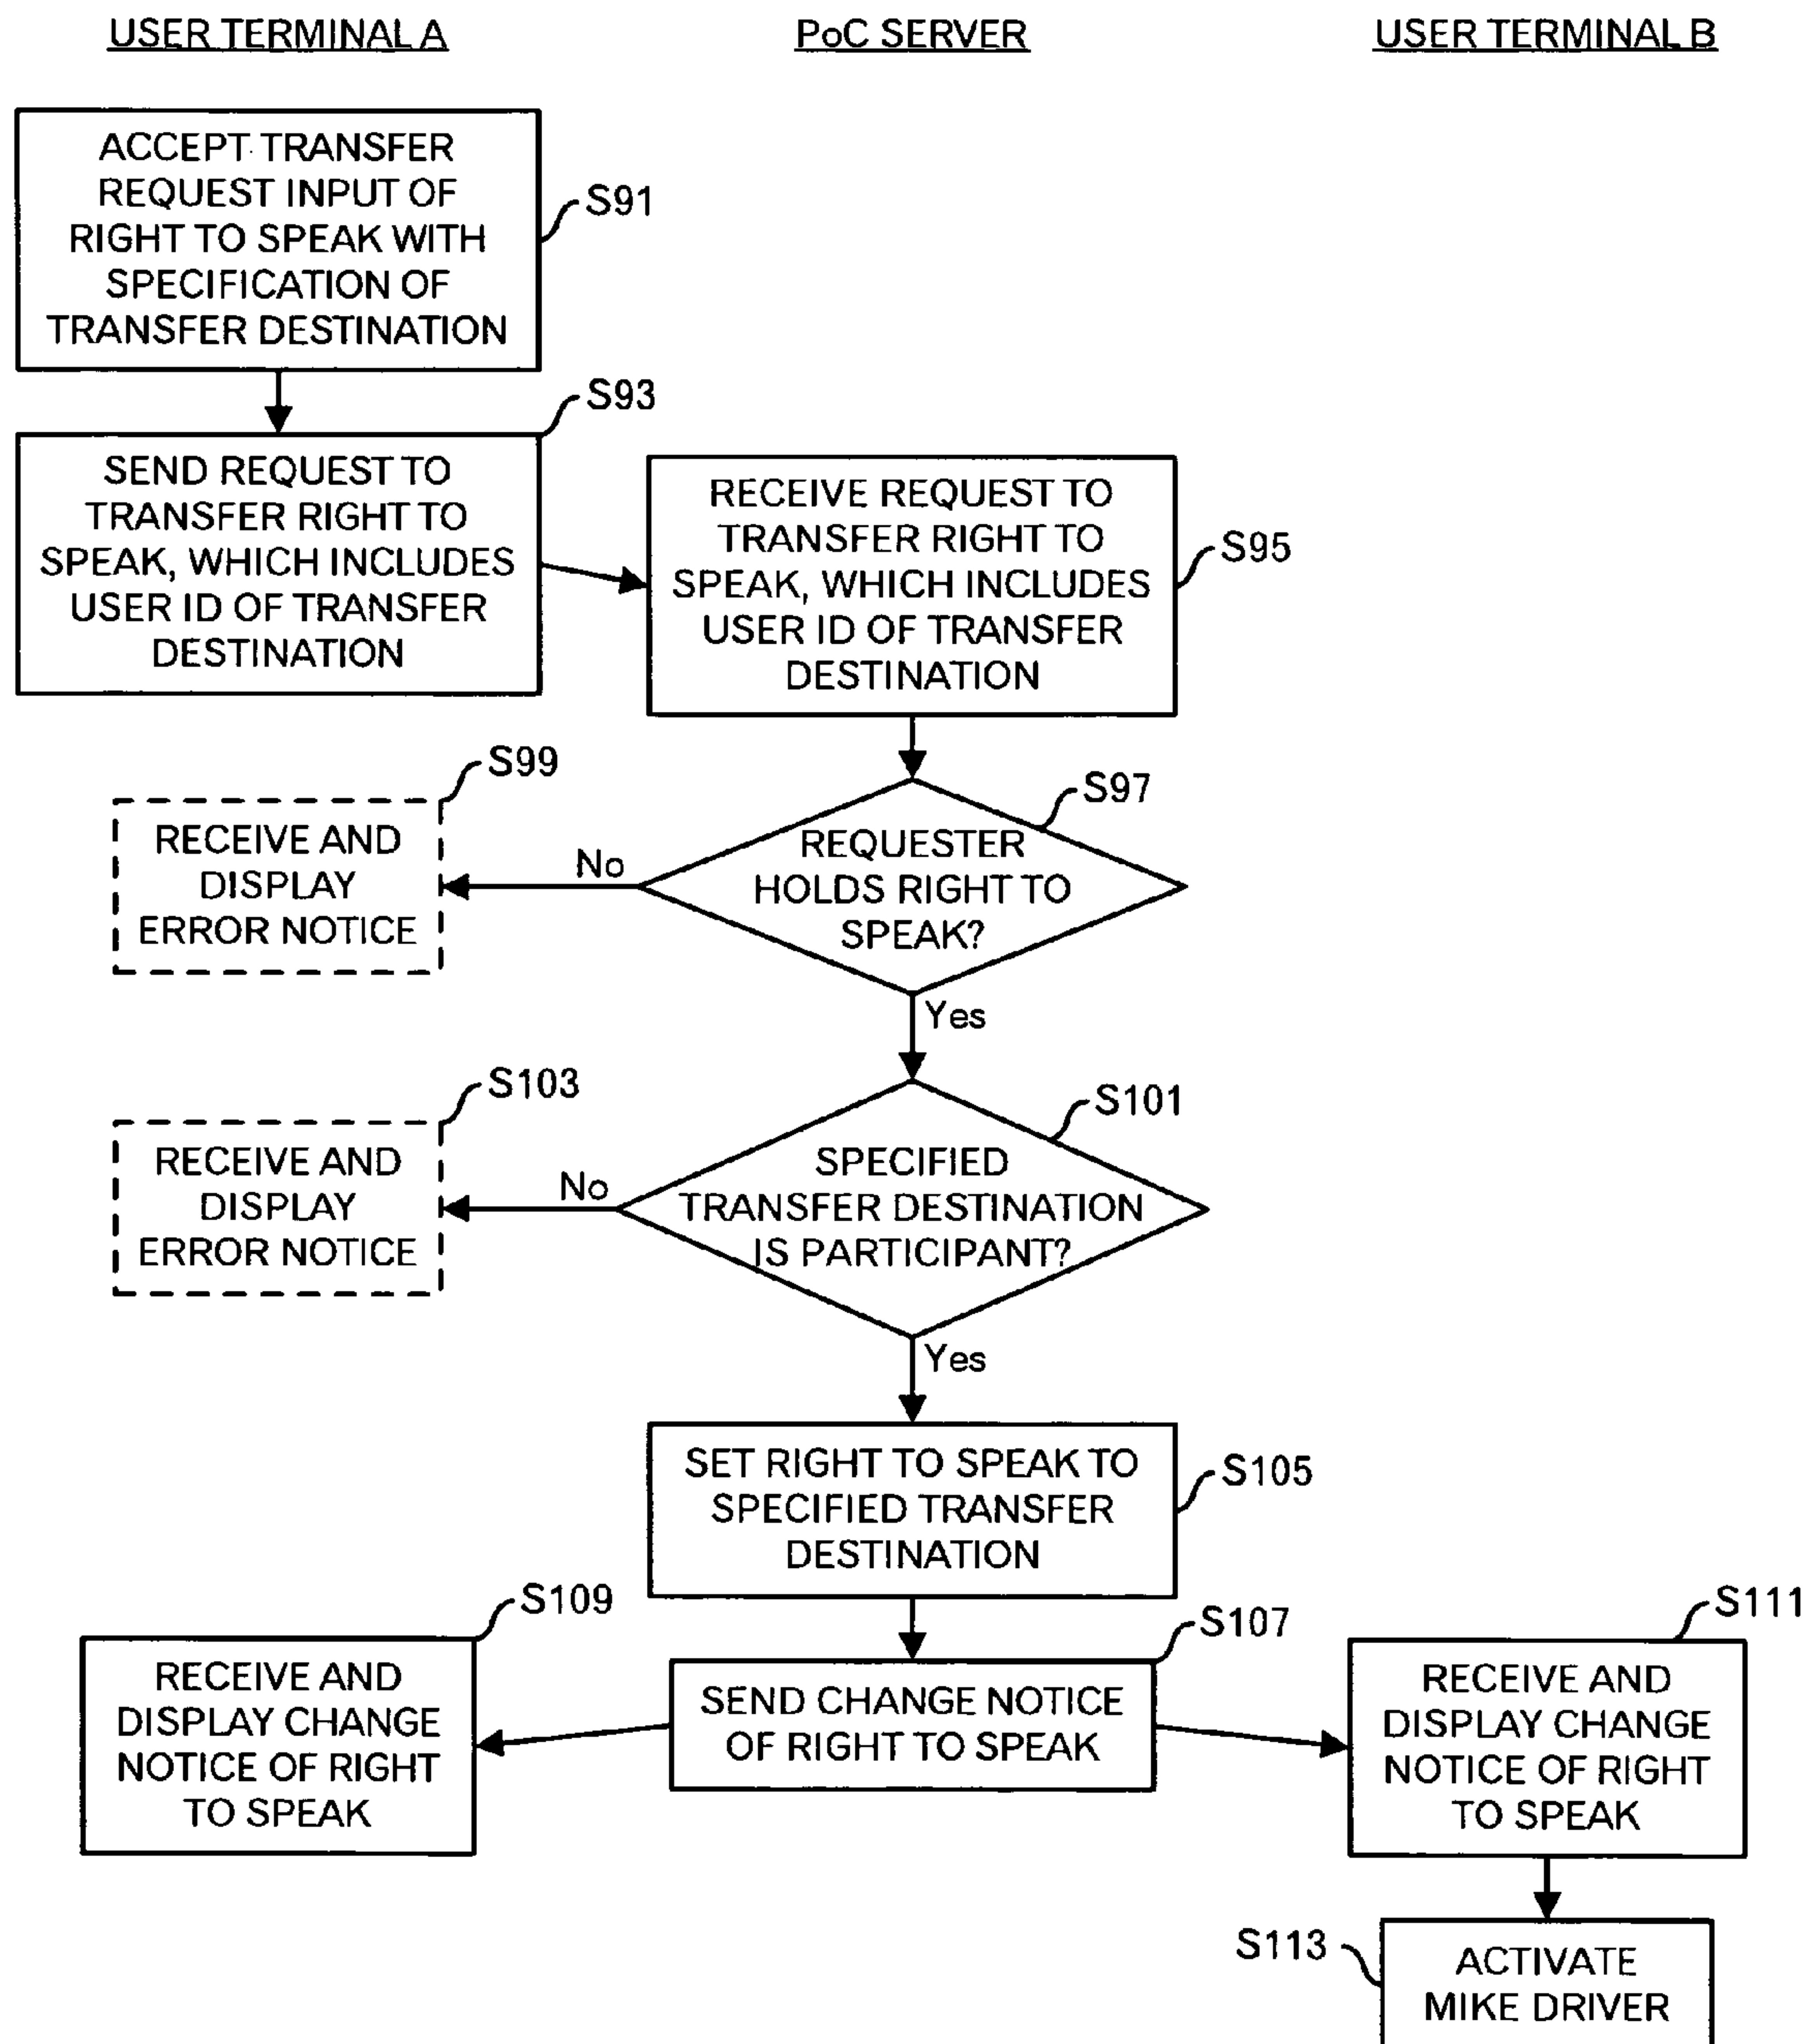 USER TERMINAL A
PoC SERVER
USER TERMINAL B
ACCEPT TRANSFER
REQUEST INPUT OF
RIGHT TO SPEAK WITH
SPECIFICATION OF
TRANSFER DESTINATION
S91
SEND REQUEST TO
TRANSFER RIGHT TO
SPEAK, WHICH INCLUDES
USER ID OF TRANSFER
DESTINATION
S93
RECEIVE REQUEST TO
TRANSFER RIGHT TO
SPEAK, WHICH INCLUDES
USER ID OF TRANSFER
DESTINATION
S95
REQUESTER
HOLDS RIGHT TO
SPEAK?
S97
No
RECEIVE AND
DISPLAY
ERROR NOTICE
S99
Yes
SPECIFIED
TRANSFER DESTINATION
IS PARTICIPANT?
S101
No
RECEIVE AND
DISPLAY
ERROR NOTICE
S103
Yes
SET RIGHT TO SPEAK TO
SPECIFIED TRANSFER
DESTINATION
S105
SEND CHANGE NOTICE
OF RIGHT TO SPEAK
S107
RECEIVE AND
DISPLAY CHANGE
NOTICE OF RIGHT
TO SPEAK
S109
RECEIVE AND
DISPLAY CHANGE
NOTICE OF RIGHT
TO SPEAK
S111
ACTIVATE
MIKE DRIVER
S113